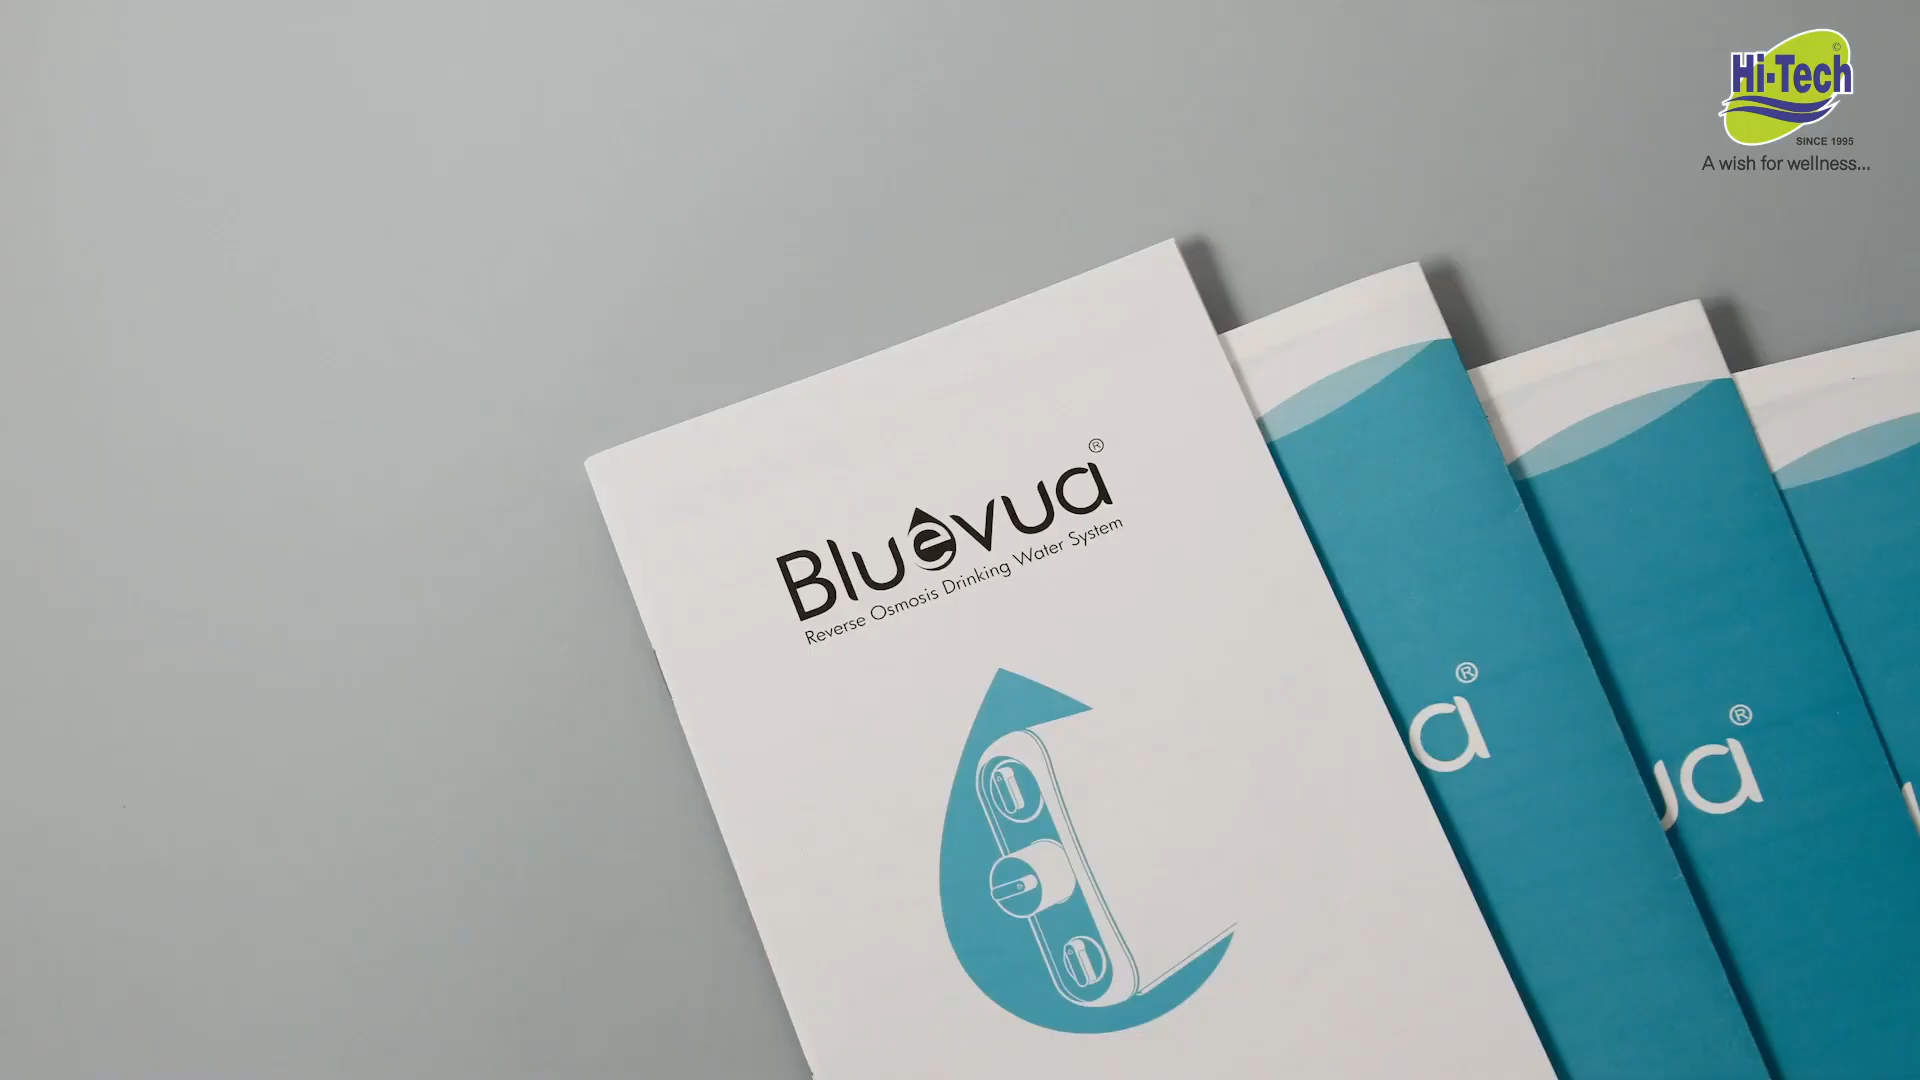 Hi-Tech ©
SINCE 1995
A wish for wellness...
Bluevua®
Reverse Osmosis Drinking Water System
a®
ua®